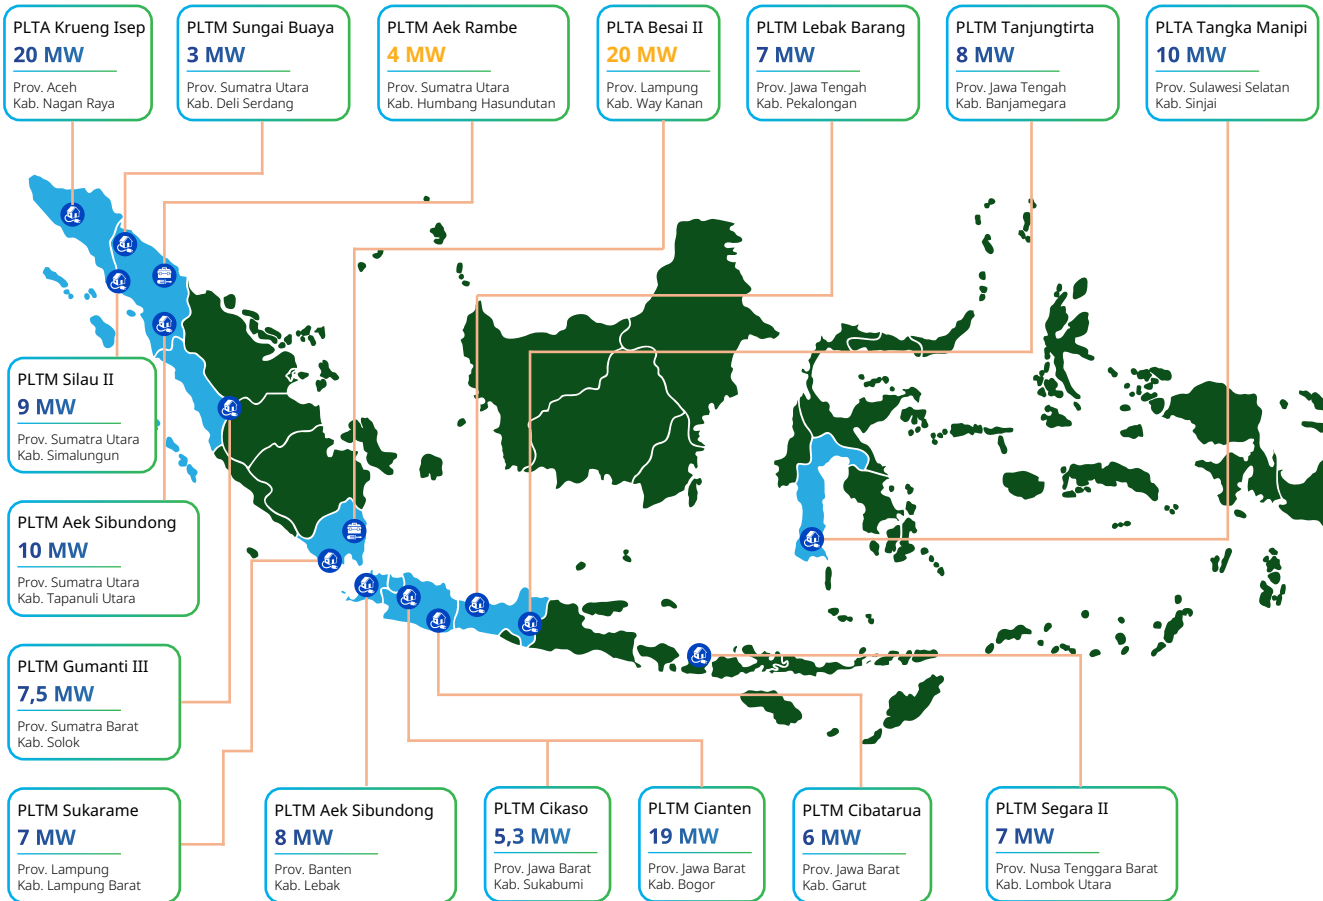 PLTA Krueng Isep
20 MW
Prov. Aceh
Kab. Nagan Raya
PLTM Sungai Buaya
3 MW
Prov. Sumatra Utara
Kab. Deli Serdang
PLTM Aek Rambe
4 MW
Prov. Sumatra Utara
Kab. Humbang Hasundutan
PLTA Besai II
20 MW
Prov. Lampung
Kab. Way Kanan
PLTM Lebak Barang
7 MW
Prov. Jawa Tengah
Kab. Pekalongan
PLTM Tanjungtirta
8 MW
Prov. Jawa Tengah
Kab. Banjamegara
PLTA Tangka Manipi
10 MW
Prov. Sulawesi Selatan
Kab. Sinjai
PLTM Silau II
9 MW
Prov. Sumatra Utara
Kab. Simalungun
PLTM Aek Sibundong
10 MW
Prov. Sumatra Utara
Kab. Tapanuli Utara
PLTM Gumanti III
7,5 MW
Prov. Sumatra Barat
Kab. Solok
PLTM Sukarame
7 MW
Prov. Lampung
Kab. Lampung Barat
PLTM Aek Sibundong
8 MW
Prov. Banten
Kab. Lebak
PLTM Cikaso
5,3 MW
Prov. Jawa Barat
Kab. Sukabumi
PLTM Cianten
19 MW
Prov. Jawa Barat
Kab. Bogor
PLTM Cibatarua
6 MW
Prov. Jawa Barat
Kab. Garut
PLTM Segara II
7 MW
Prov. Nusa Tenggara Barat
Kab. Lombok Utara